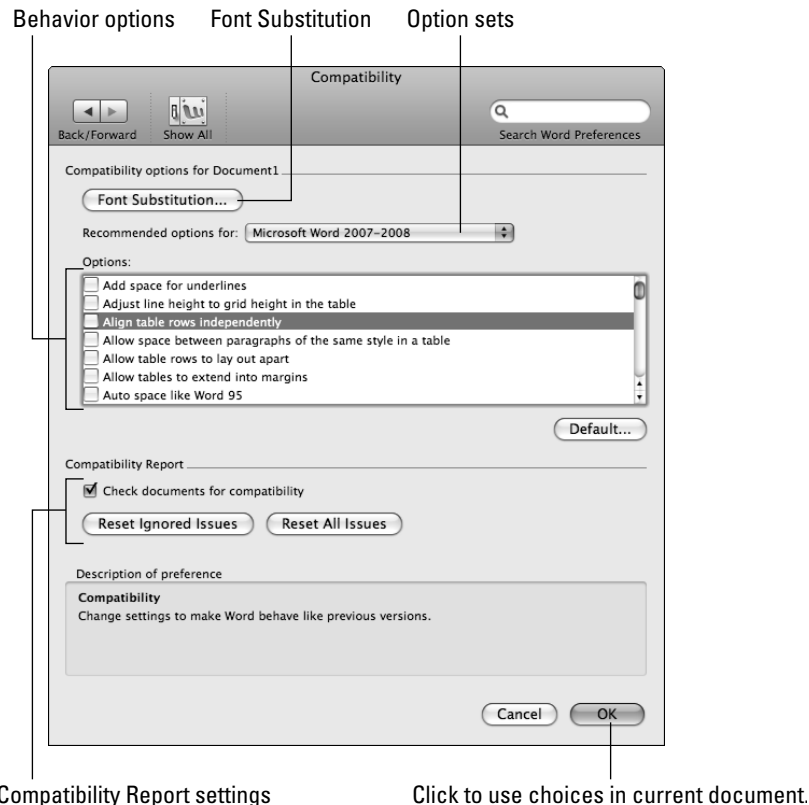 Behavior options Font Substitution Option sets
Compatibility
Back/Forward Show All Search Word Preferences
Compatibility options for Document1
Font Substitution...
Recommended options for: Microsoft Word 2007-2008
Options:
Add space for underlines
Adjust line height to grid height in the table
Align table rows independently
Allow space between paragraphs of the same style in a table
Allow table rows to lay out apart
Allow tables to extend into margins
Auto space like Word 95
Default...
Compatibility Report
Check documents for compatibility
Reset Ignored Issues Reset All Issues
Description of preference
Compatibility
Change settings to make Word behave like previous versions.
Cancel OK
Compatibility Report settings Click to use choices in current document.